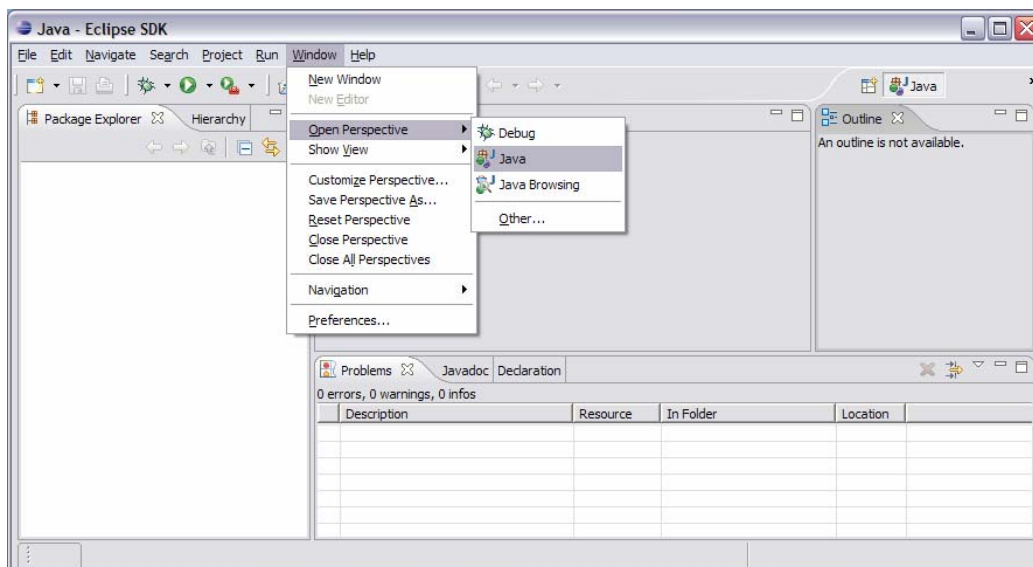 Java - Eclipse SDK
File Edit Navigate Search Project Run Window Help
Java
Package Explorer Hierarchy
New Window
New Editor
Open Perspective
Show View
Customize Perspective...
Save Perspective As...
Reset Perspective
Close Perspective
Close All Perspectives
Navigation
Preferences...
Debug
Java
Java Browsing
Other...
Outline
An outline is not available.
Problems Javadoc Declaration
0 errors, 0 warnings, 0 infos
Description Resource In Folder Location